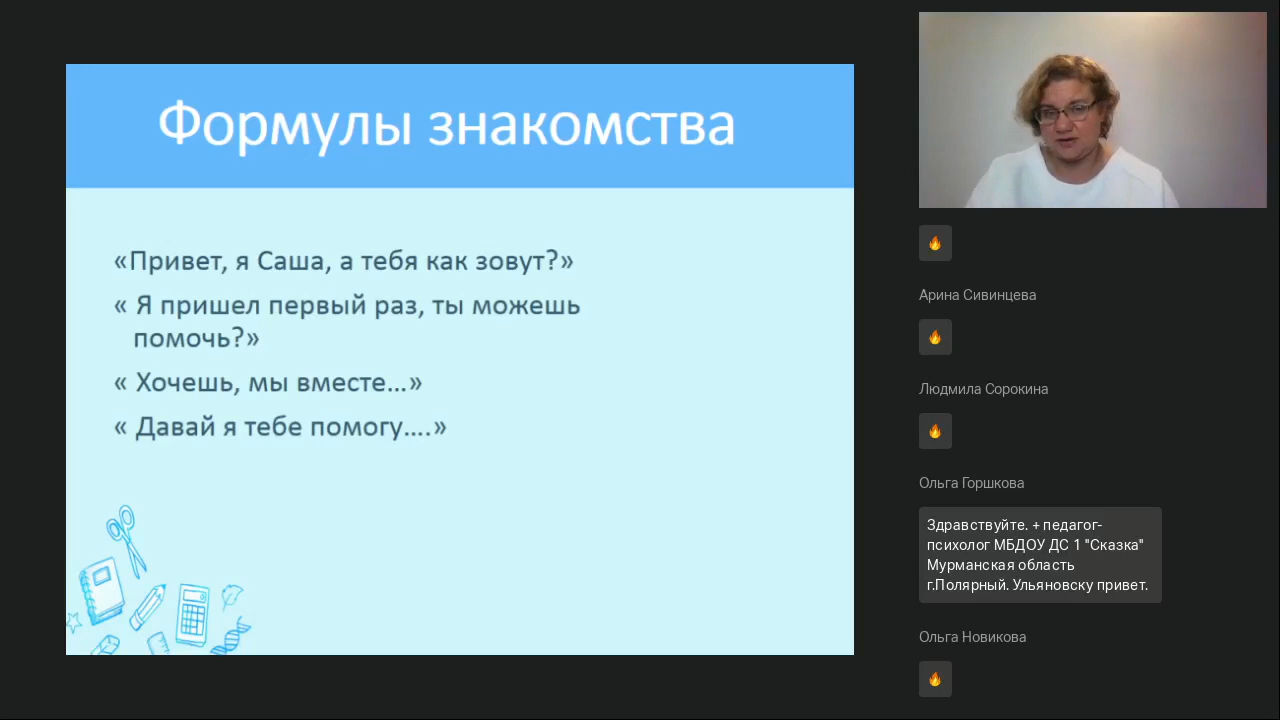 Формулы знакомства
«Привет, я Саша, а тебя как зовут?»
« Я пришел первый раз, ты можешь
помочь?»
« Хочешь, мы вместе...»
« Давай я тебе помогу....»
Арина Сивинцева
Людмила Сорокина
Ольга Горшкова
Здравствуйте. + педагог-
психолог МБДОУ ДС 1 "Сказка"
Мурманская область
г.Полярный. Ульяновску привет.
Ольга Новикова